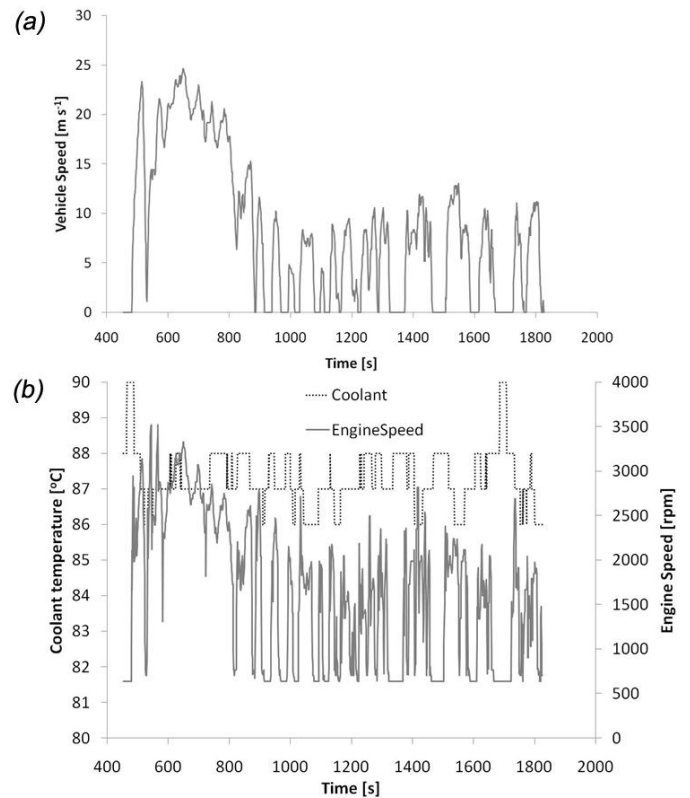 (a)
30
25
20
15
10
5
0
Vehicle Speed [m s-1]
400 600 800 1000 1200 1400 1600 1800 2000
Time [s]
(b)
90
89
88
87
86
85
84
83
82
81
80
Coolant temperature [°C]
Coolant
EngineSpeed
4000
3500
3000
2500
2000
1500
1000
500
0
Engine Speed [rpm]
400 600 800 1000 1200 1400 1600 1800 2000
Time [s]